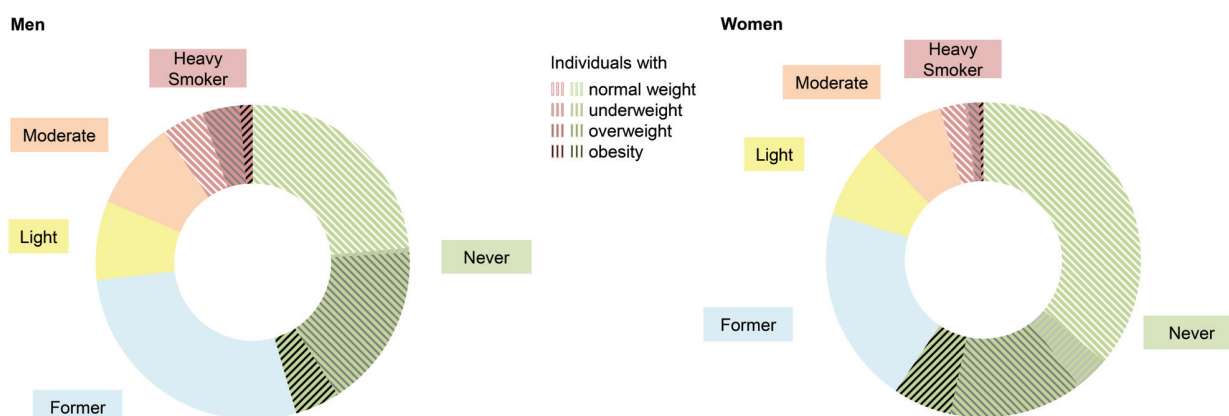 Men
Women
Heavy
Smoker
Heavy
Smoker
Individuals with
normal weight
underweight
overweight
obesity
Moderate
Moderate
Light
Light
Never
Never
Former
Former